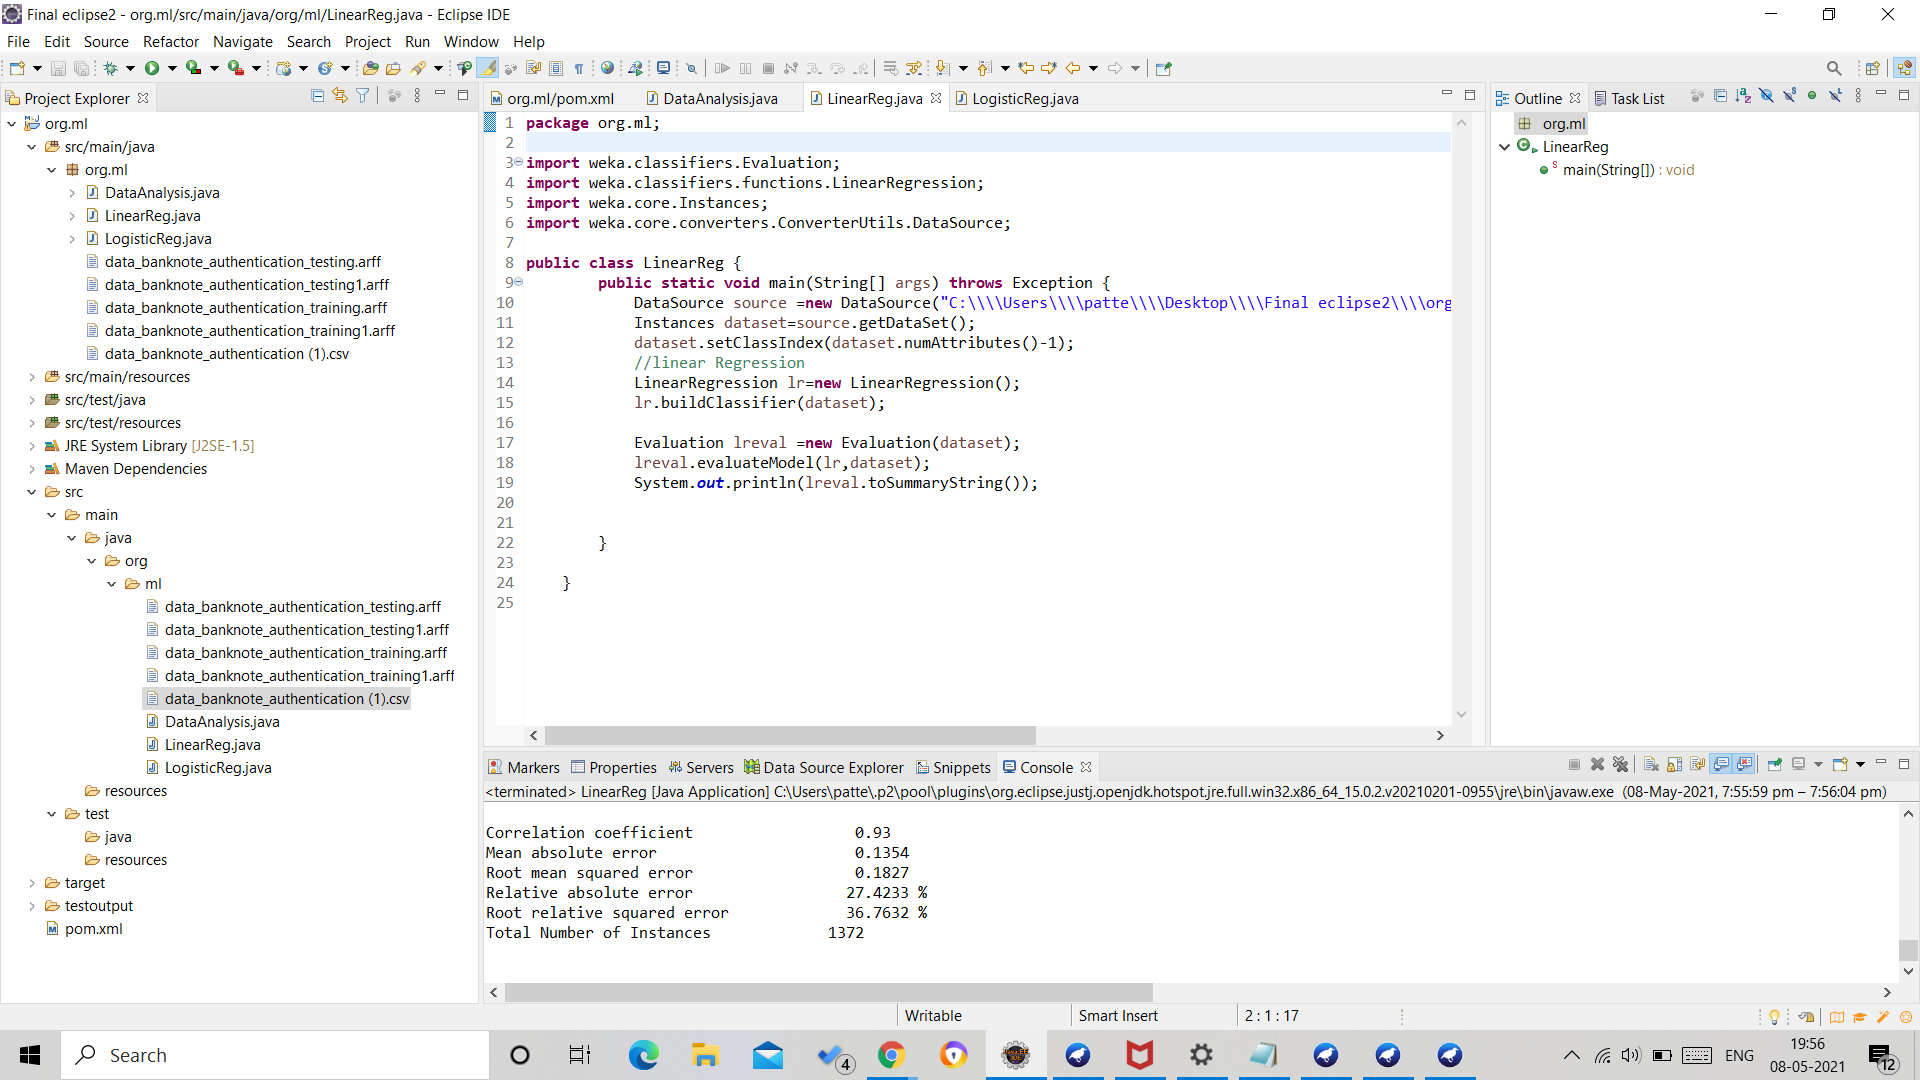 Final eclipse2 - org.ml/src/main/java/org/ml/LinearReg.java - Eclipse IDE
File Edit Source Refactor Navigate Search Project Run Window Help
Project Explorer
org.ml
src/main/java
org.ml
DataAnalysis.java
LinearReg.java
LogisticReg.java
data_banknote_authentication_testing.arff
data_banknote_authentication_testing1.arff
data_banknote_authentication_training.arff
data_banknote_authentication_training1.arff
data_banknote_authentication (1).csv
src/main/resources
src/test/java
src/test/resources
JRE System Library [J2SE-1.5]
Maven Dependencies
src
main
java
org
ml
data_banknote_authentication_testing.arff
data_banknote_authentication_testing1.arff
data_banknote_authentication_training.arff
data_banknote_authentication_training1.arff
data_banknote_authentication (1).csv
DataAnalysis.java
LinearReg.java
LogisticReg.java
resources
test
java
resources
target
testoutput
pom.xml
org.ml/pom.xml DataAnalysis.java LinearReg.java LogisticReg.java
1 package org.ml;
2
3 import weka.classifiers.Evaluation;
4 import weka.classifiers.functions.LinearRegression;
5 import weka.core.Instances;
6 import weka.core.converters.ConverterUtils.DataSource;
7
8 public class LinearReg {
9 public static void main(String[] args) throws Exception {
10 DataSource source =new DataSource("C:\\\\Users\\\\patte\\\\Desktop\\\\Final eclipse2\\\\org
11 Instances dataset=source.getDataSet();
12 dataset.setClassIndex(dataset.numAttributes()-1);
13 //linear Regression
14 LinearRegression lr=new LinearRegression();
15 lr.buildClassifier(dataset);
16
17 Evaluation lreval =new Evaluation(dataset);
18 lreval.evaluateModel(lr,dataset);
19 System.out.println(lreval.toSummaryString());
20
21
22 }
23
24 }
25
Outline Task List
org.ml
LinearReg
main(String[]) : void
Markers Properties Servers Data Source Explorer Snippets Console
<terminated> LinearReg [Java Application] C:\Users\patte\.p2\pool\plugins\org.eclipse.justj.openjdk.hotspot.jre.full.win32.x86_64_15.0.2.v20210201-0955\jre\bin\javaw.exe (08-May-2021, 7:55:59 pm – 7:56:04 pm)
Correlation coefficient 0.93
Mean absolute error 0.1354
Root mean squared error 0.1827
Relative absolute error 27.4233 %
Root relative squared error 36.7632 %
Total Number of Instances 1372
Writable Smart Insert 2 : 1 : 17
Search
4
ENG
19:56
08-05-2021
12